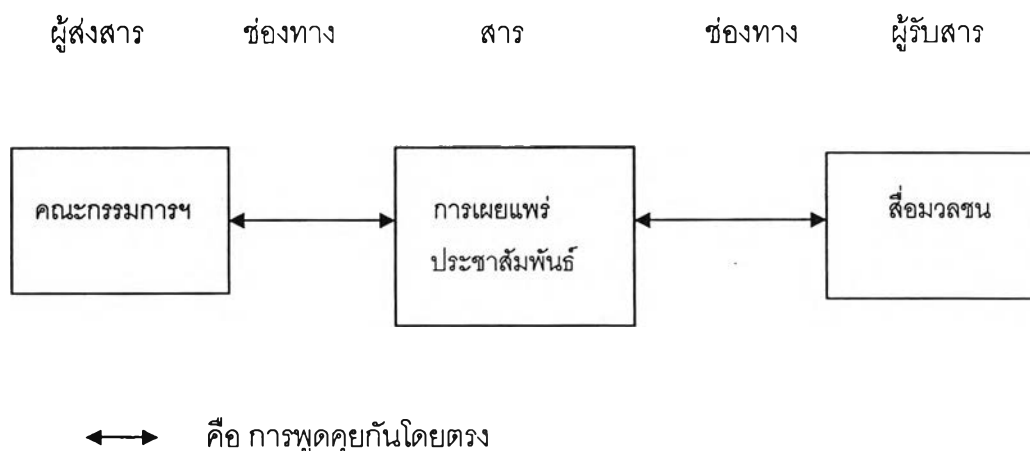 ผู้ส่งสาร ช่องทาง สาร ช่องทาง ผู้รับสาร
คณะกรรมการฯ
การเผยแพร่
ประชาสัมพันธ์
สื่อมวลชน
คือ การพูดคุยกันโดยตรง